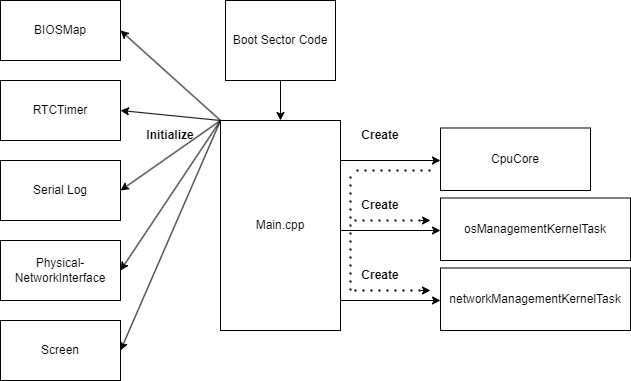 BIOSMap
Boot Sector Code
RTCTimer
Initialize
Create
CpuCore
Serial Log
Create
Main.cpp
osManagementKernelTask
Physical-
NetworkInterface
Create
networkManagementKernelTask
Screen